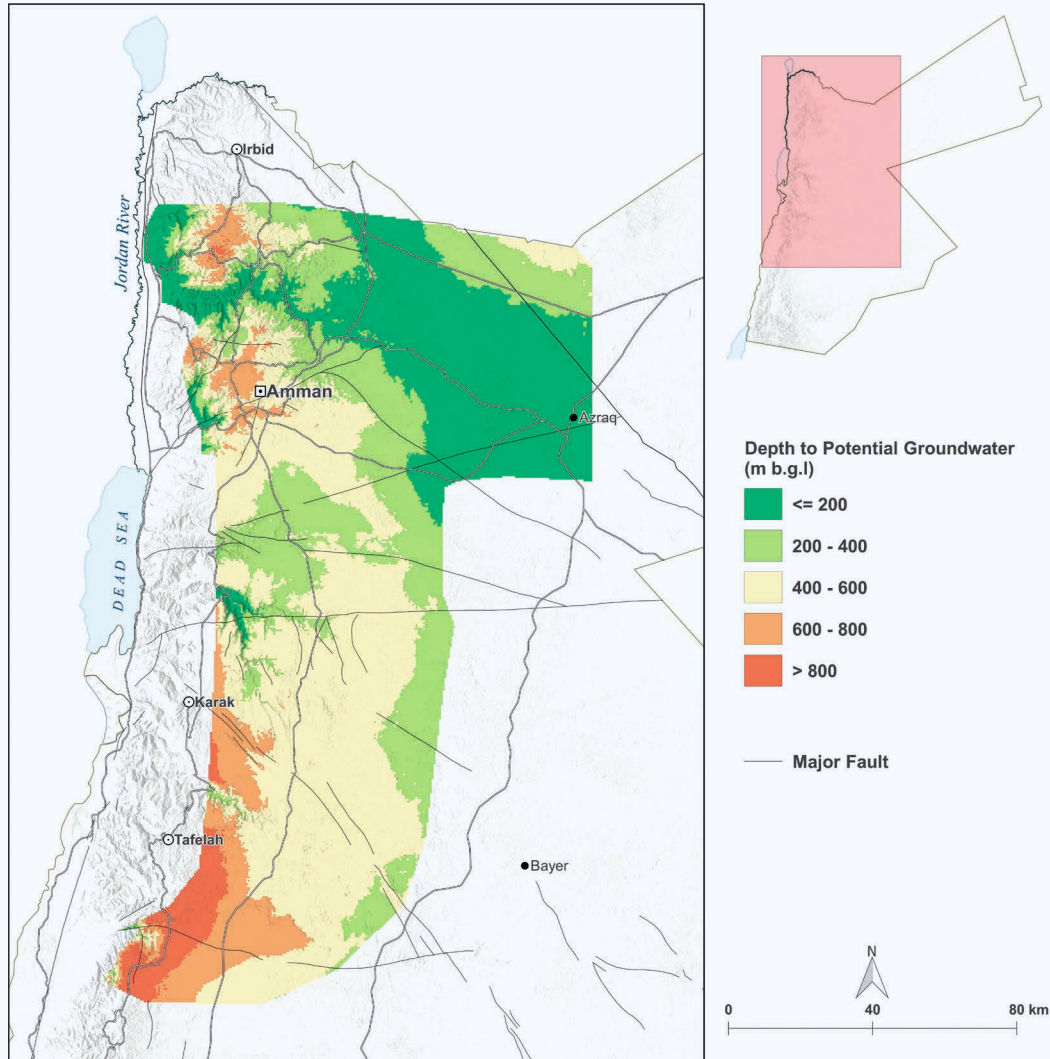 Irbid
Jordan River
Amman
Azraq
DEAD SEA
Karak
Tafelah
Bayer
Depth to Potential Groundwater
(m b.g.l)
<= 200
200 - 400
400 - 600
600 - 800
> 800
Major Fault
N
0 40 80 km